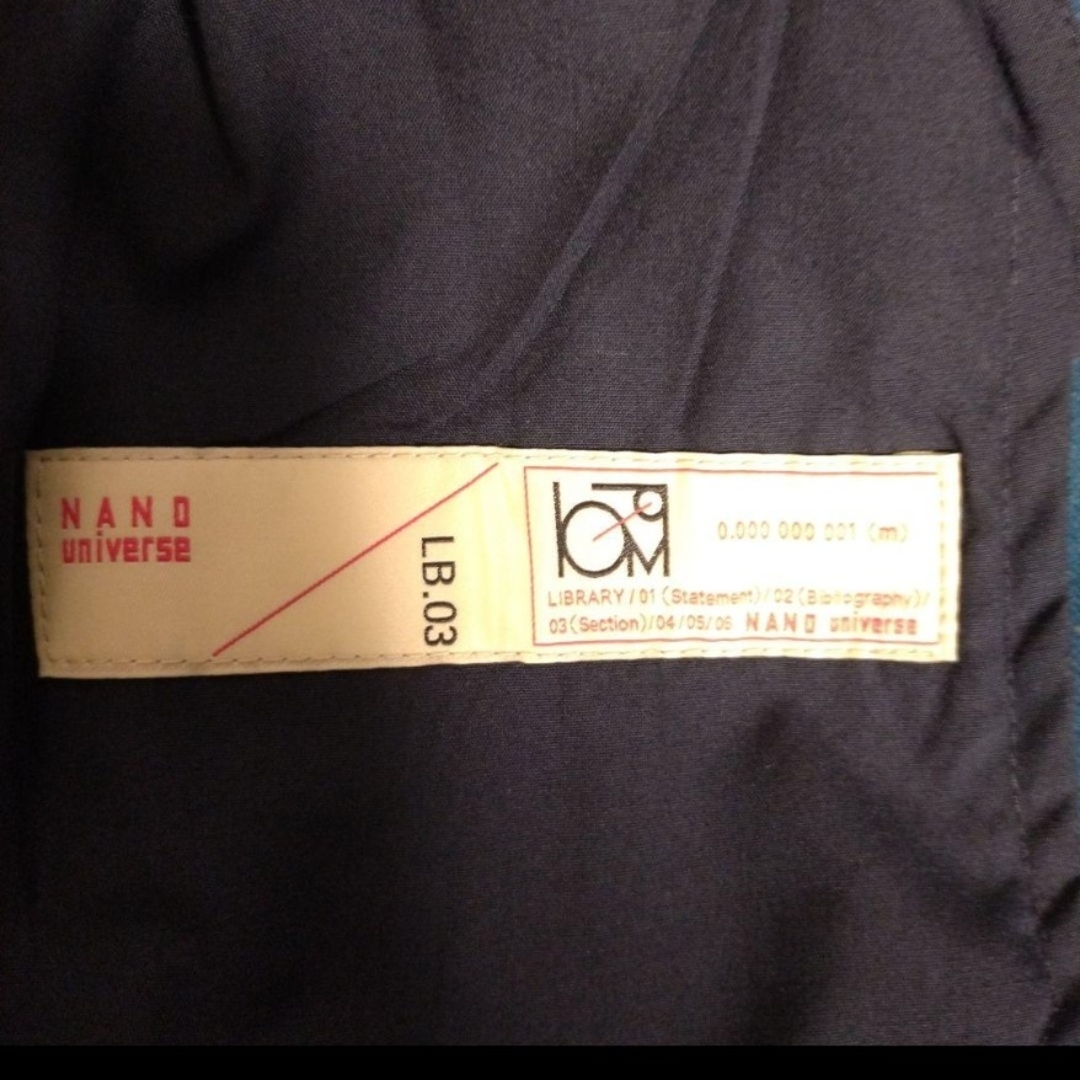 NANO
universe
LB.03
0.000 000 001 (m)
LIBRARY/01 (Statement)/02 (Bibliography)/
03(Section)/04/05/06 NANO universe